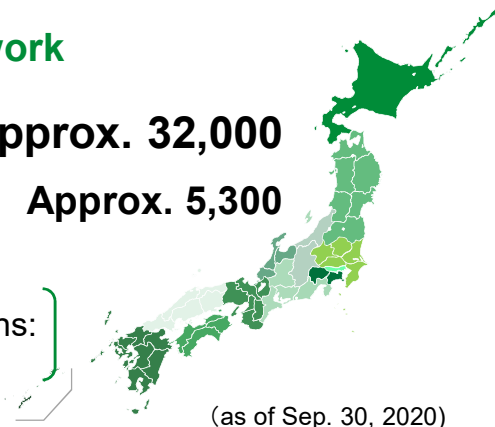 work
pprox. 32,000
Approx. 5,300
ns:
（as of Sep. 30, 2020)